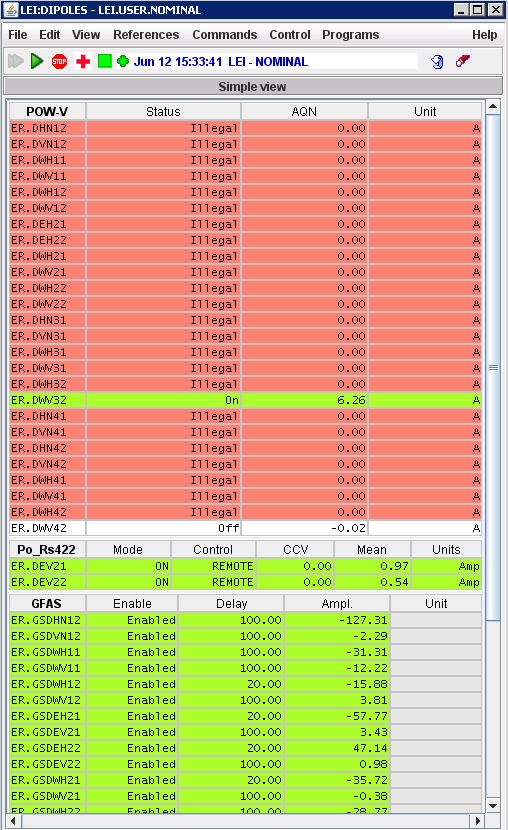 LEI:DIPOLES - LEI.USER.NOMINAL
File Edit View References Commands Control Programs Help
STOP Jun 12 15:33:41 LEI - NOMINAL
Simple view
POW-V Status AQN Unit
ER.DHN12 Illegal 0.00 A
ER.DVN12 Illegal 0.00 A
ER.DWH11 Illegal 0.00 A
ER.DWV11 Illegal 0.00 A
ER.DWH12 Illegal 0.00 A
ER.DWV12 Illegal 0.00 A
ER.DEH21 Illegal 0.00 A
ER.DEH22 Illegal 0.00 A
ER.DWH21 Illegal 0.00 A
ER.DWV21 Illegal 0.00 A
ER.DWH22 Illegal 0.00 A
ER.DWV22 Illegal 0.00 A
ER.DHN31 Illegal 0.00 A
ER.DVN31 Illegal 0.00 A
ER.DWH31 Illegal 0.00 A
ER.DWV31 Illegal 0.00 A
ER.DWH32 Illegal 0.00 A
ER.DWV32 On 6.26 A
ER.DHN41 Illegal 0.00 A
ER.DVN41 Illegal 0.00 A
ER.DHN42 Illegal 0.00 A
ER.DVN42 Illegal 0.00 A
ER.DWH41 Illegal 0.00 A
ER.DWV41 Illegal 0.00 A
ER.DWH42 Illegal 0.00 A
ER.DWV42 Off -0.02 A
Po_Rs422 Mode Control CCV Mean Units
ER.DEV21 ON REMOTE 0.00 0.97 Amp
ER.DEV22 ON REMOTE 0.00 0.54 Amp
GFAS Enable Delay Ampl. Unit
ER.GSDHN12 Enabled 100.00 -127.31
ER.GSDVN12 Enabled 100.00 -2.29
ER.GSDWH11 Enabled 100.00 -31.31
ER.GSDWV11 Enabled 100.00 -12.22
ER.GSDWH12 Enabled 20.00 -15.88
ER.GSDWV12 Enabled 100.00 3.81
ER.GSDEH21 Enabled 20.00 -57.77
ER.GSDEV21 Enabled 100.00 3.43
ER.GSDEH22 Enabled 20.00 47.14
ER.GSDEV22 Enabled 100.00 0.98
ER.GSDWH21 Enabled 20.00 -35.72
ER.GSDWV21 Enabled 100.00 -0.38
ER.GSDWH22 Enabled 20.00 -28.77